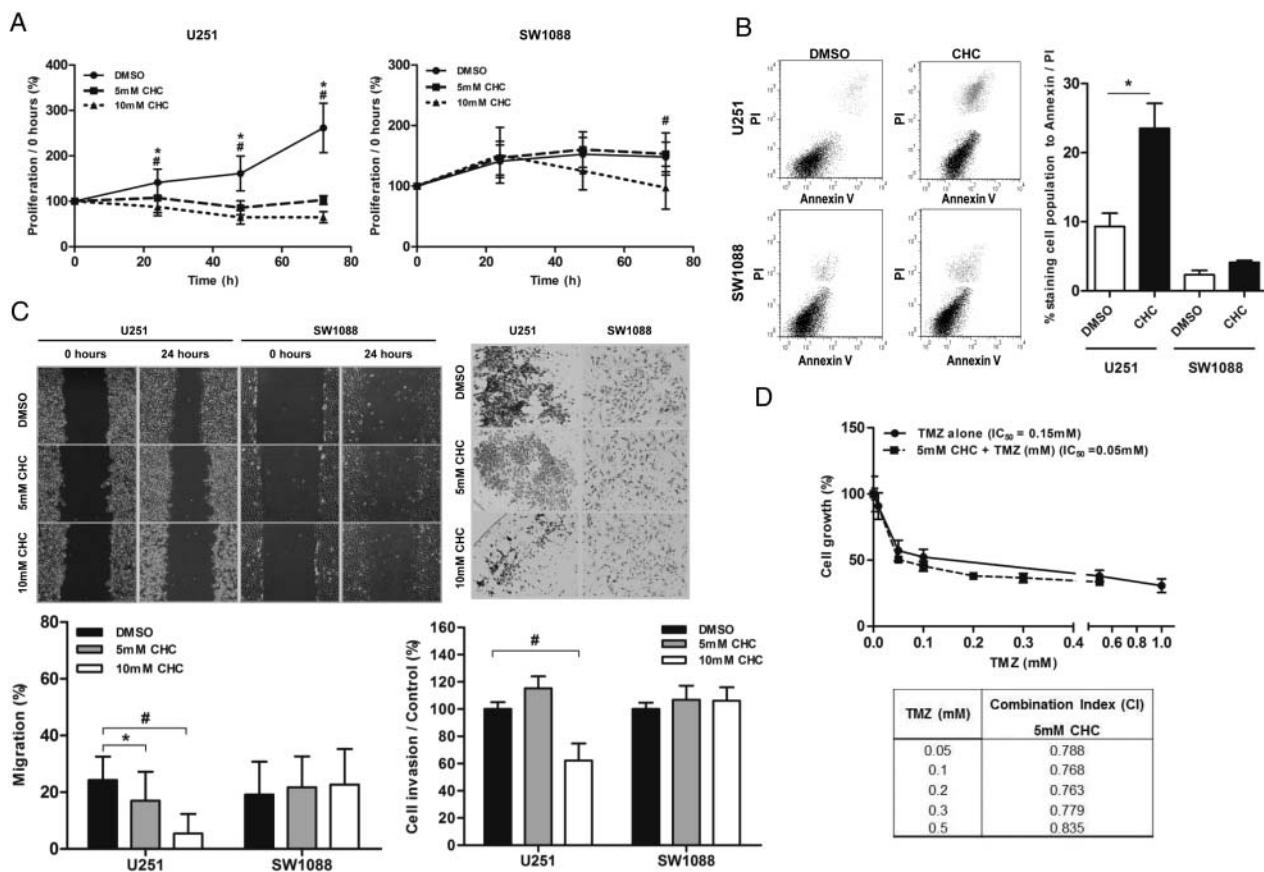 A
U251
SW1088
Proliferation / 0 hours (%)
400
300
200
100
0
DMSO
5mM CHC
10mM CHC
*
#
*
#
*
#
0 20 40 60 80
Time (h)
Proliferation / 0 hours (%)
300
200
100
0
DMSO
5mM CHC
10mM CHC
#
0 20 40 60 80
Time (h)
B
DMSO
CHC
U251
PI
PI
Annexin V
Annexin V
SW1088
PI
PI
Annexin V
Annexin V
% staining cell population to Annexin / PI
30
20
10
0
*
DMSO
CHC
DMSO
CHC
U251
SW1088
C
U251
SW1088
0 hours
24 hours
0 hours
24 hours
DMSO
5mM CHC
10mM CHC
U251
SW1088
DMSO
5mM CHC
10mM CHC
Migration (%)
80
60
40
20
0
DMSO
5mM CHC
10mM CHC
#
*
U251
SW1088
Cell invasion / Control (%)
160
140
120
100
80
60
40
20
0
DMSO
5mM CHC
10mM CHC
#
U251
SW1088
D
Cell growth (%)
150
100
50
0
TMZ alone (IC50 = 0.15mM)
5mM CHC + TMZ (mM) (IC50 =0.05mM)
0.0 0.1 0.2 0.3 0.4 0.6 0.8 1.0
TMZ (mM)
TMZ (mM) Combination Index (CI)
5mM CHC
0.05 0.788
0.1 0.768
0.2 0.763
0.3 0.779
0.5 0.835